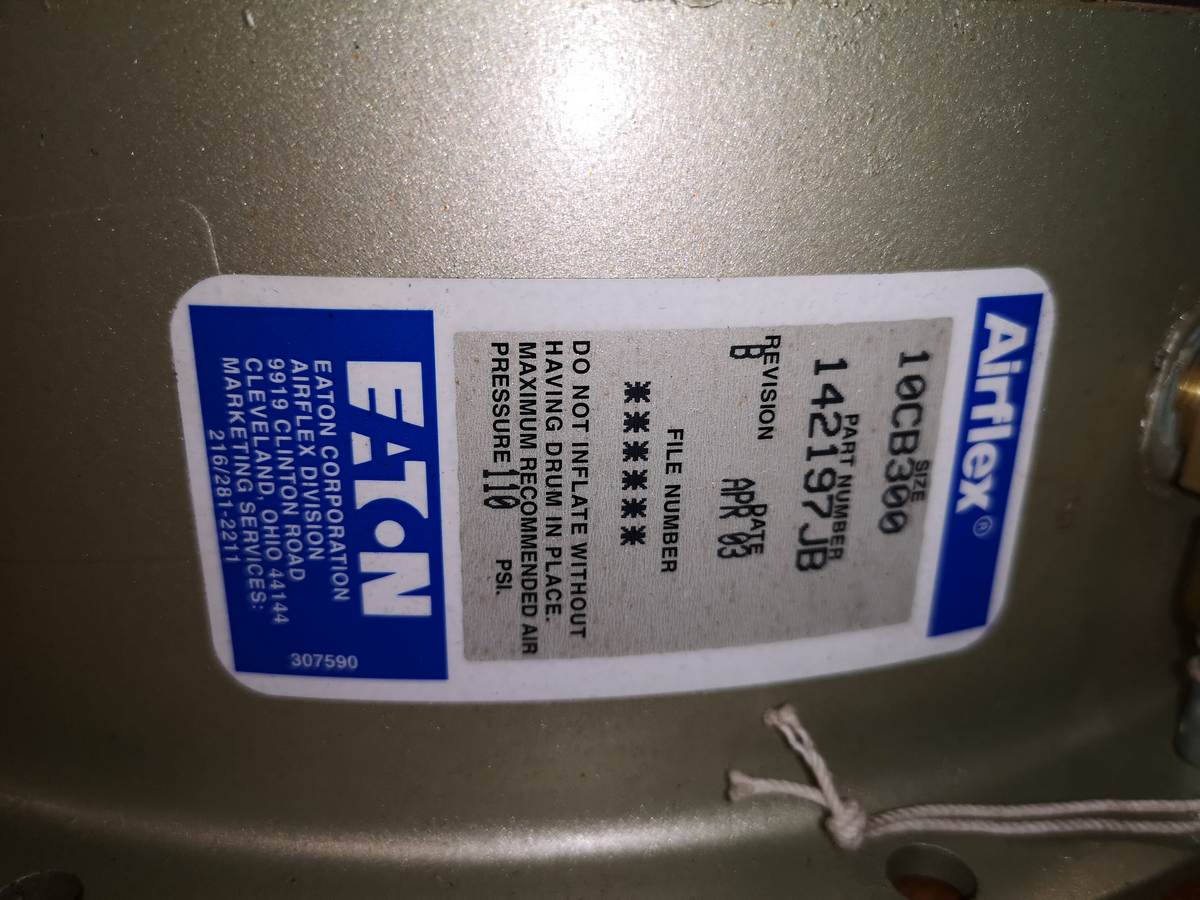 Airflex®
SIZE
10CB300
PART NUMBER
142197JB
REVISION DATE
B APR 03
FILE NUMBER
*****
DO NOT INFLATE WITHOUT
HAVING DRUM IN PLACE.
MAXIMUM RECOMMENDED AIR
PRESSURE 110 PSI.
EATON
EATON CORPORATION
AIRFLEX DIVISION
9919 CLINTON ROAD
CLEVELAND, OHIO 44144
MARKETING SERVICES:
216/281-2211
307590